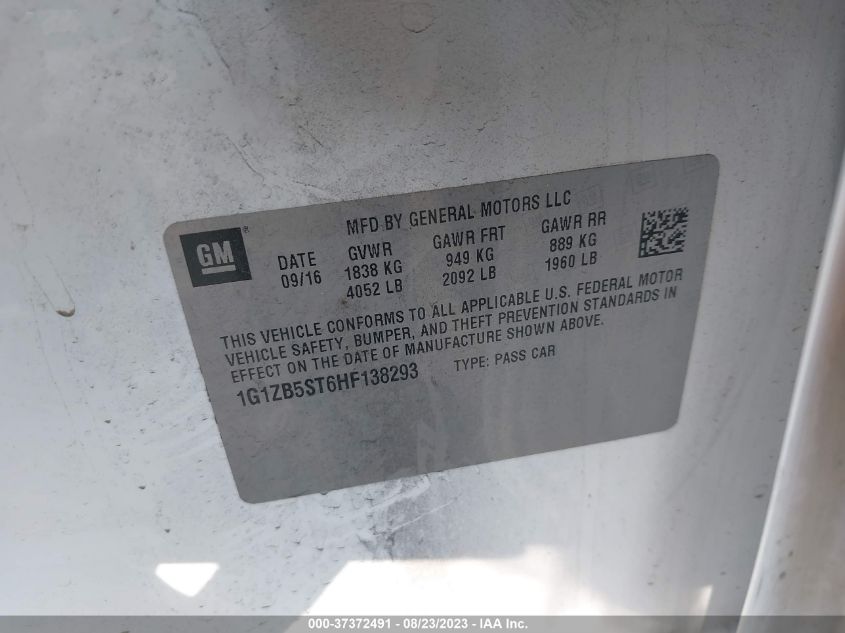 MFD BY GENERAL MOTORS LLC
GM®
DATE GVWR GAWR FRT GAWR RR
09/16 1838 KG 949 KG 889 KG
4052 LB 2092 LB 1960 LB
THIS VEHICLE CONFORMS TO ALL APPLICABLE U.S. FEDERAL MOTOR
VEHICLE SAFETY, BUMPER, AND THEFT PREVENTION STANDARDS IN
EFFECT ON THE DATE OF MANUFACTURE SHOWN ABOVE.
1G1ZB5ST6HF138293 TYPE: PASS CAR
000-37372491 - 08/23/2023 - IAA Inc.